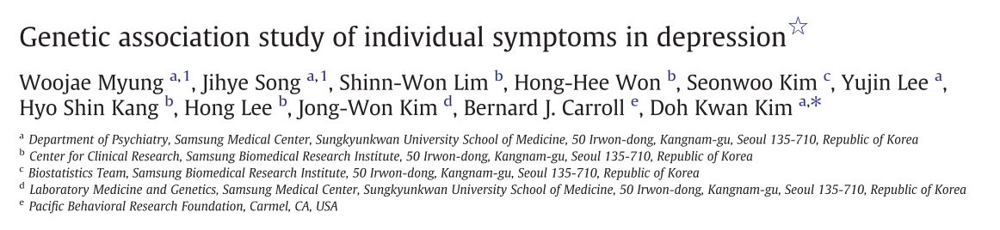 Genetic association study of individual symptoms in depression☆
Woojae Myung a,1, Jihye Song a,1, Shinn-Won Lim b, Hong-Hee Won b, Seonwoo Kim c, Yujin Lee a,
Hyo Shin Kang b, Hong Lee b, Jong-Won Kim d, Bernard J. Carroll e, Doh Kwan Kim a,*
a Department of Psychiatry, Samsung Medical Center, Sungkyunkwan University School of Medicine, 50 Irwon-dong, Kangnam-gu, Seoul 135-710, Republic of Korea
b Center for Clinical Research, Samsung Biomedical Research Institute, 50 Irwon-dong, Kangnam-gu, Seoul 135-710, Republic of Korea
c Biostatistics Team, Samsung Biomedical Research Institute, 50 Irwon-dong, Kangnam-gu, Seoul 135-710, Republic of Korea
d Laboratory Medicine and Genetics, Samsung Medical Center, Sungkyunkwan University School of Medicine, 50 Irwon-dong, Kangnam-gu, Seoul 135-710, Republic of Korea
e Pacific Behavioral Research Foundation, Carmel, CA, USA